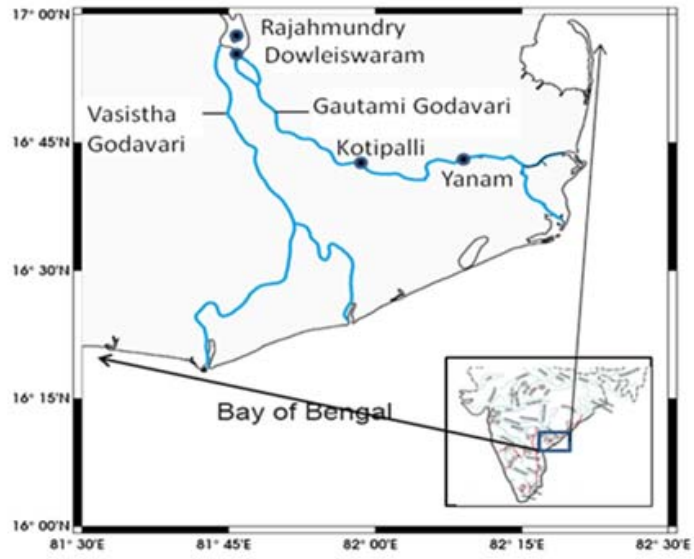 17° 00'N
Rajahmundry
Dowleiswaram
Vasistha
Godavari
Gautami Godavari
16° 45'N
Kotipalli
Yanam
16° 30'N
16° 15'N
Bay of Bengal
16° 00'N
81° 30'E
81° 45'E
82° 00'E
82° 15'E
82° 30'E